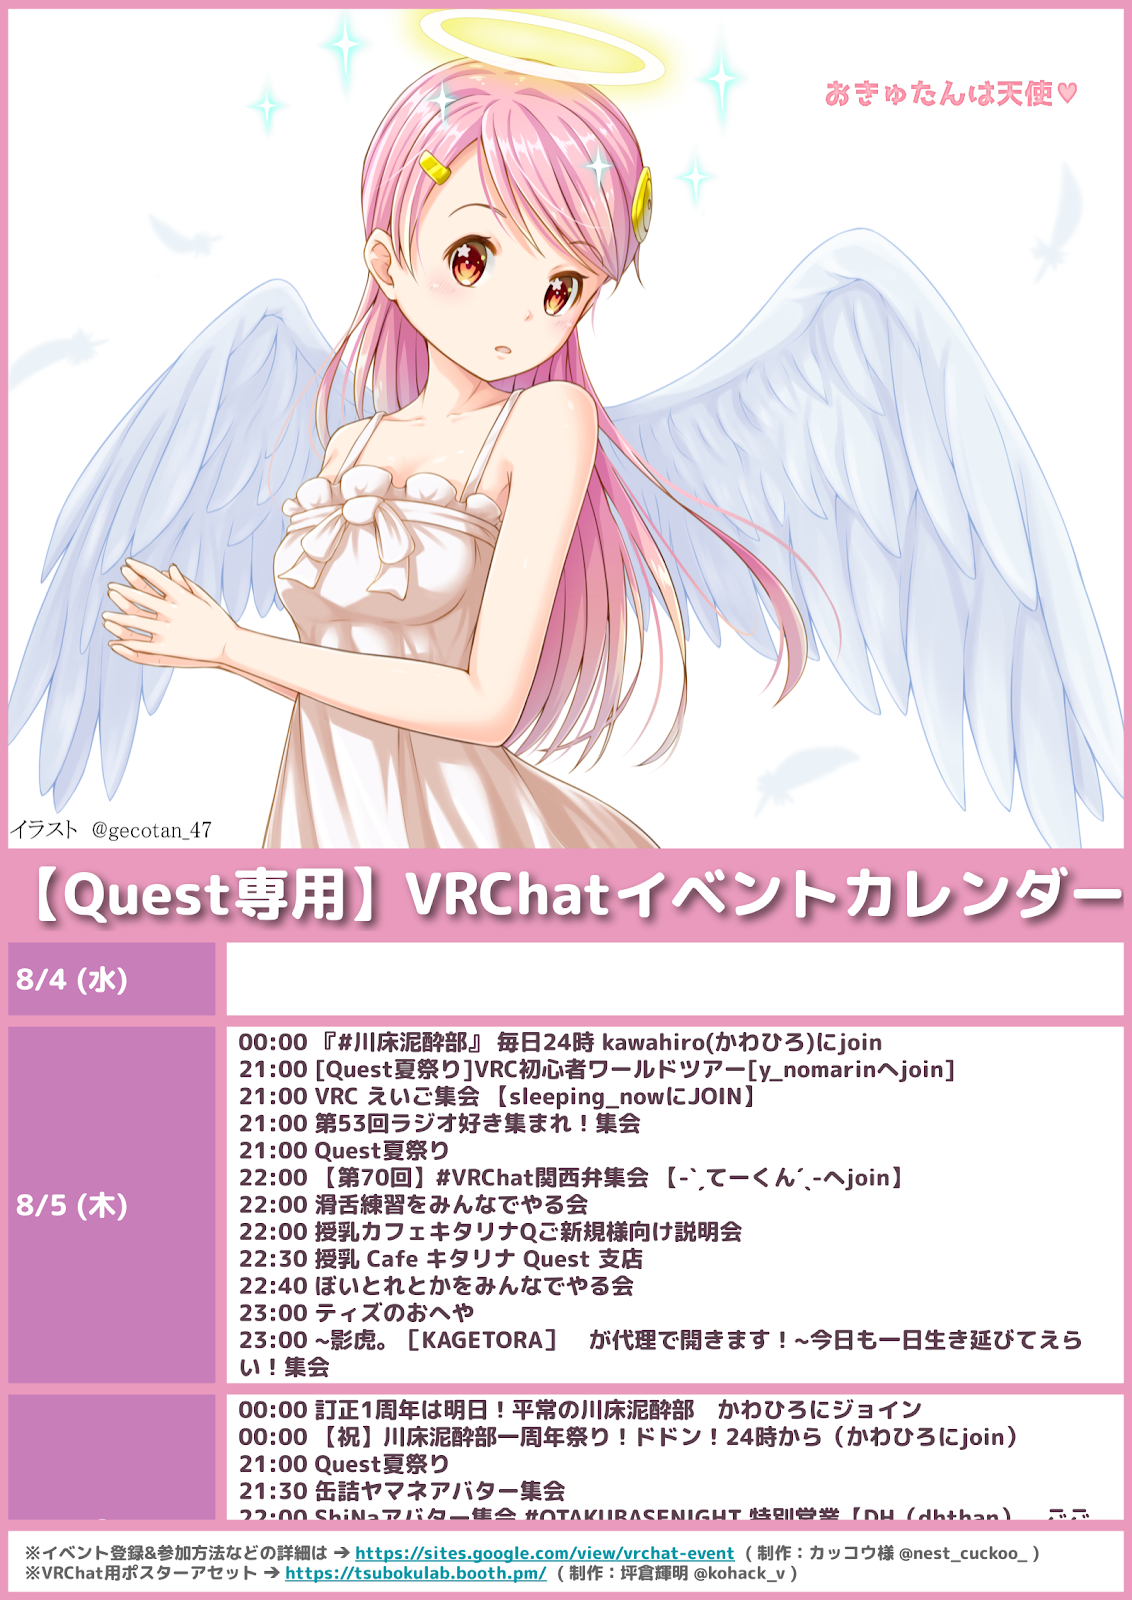 おきゅたんは天使♥
イラスト @gecotan_47
【Quest専用】VRChatイベントカレンダー
8/4 (水)
8/5 (木)
00:00 『#川床泥酔部』 毎日24時 kawahiro(かわひろ)にjoin
21:00 [Quest夏祭り]VRC初心者ワールドツアー[y_nomarinへjoin]
21:00 VRC えいご集会 【sleeping_nowにJOIN】
21:00 第53回ラジオ好き集まれ！集会
21:00 Quest夏祭り
22:00 【第70回】#VRChat関西弁集会 【-`ˏてーくん´ˎ-へjoin】
22:00 滑舌練習をみんなでやる会
22:00 授乳カフェキタリナQご新規様向け説明会
22:30 授乳 Cafe キタリナ Quest 支店
22:40 ぼいとれとかをみんなでやる会
23:00 ティズのおへや
23:00 ~影虎。［KAGETORA］　が代理で開きます！~今日も一日生き延びてえら
い！集会
00:00 訂正1周年は明日！平常の川床泥酔部　かわひろにジョイン
00:00 【祝】川床泥酔部一周年祭り！ドドン！24時から（かわひろにjoin）
21:00 Quest夏祭り
21:30 缶詰ヤマネアバター集会
22:00 ShiNaアバター集会 #OTAKUBASENIGHT 特別営業【DH（dhthan）
※イベント登録&参加方法などの詳細は → https://sites.google.com/view/vrchat-event ( 制作：カッコウ様 @nest_cuckoo_ )
※VRChat用ポスターアセット → https://tsubokulab.booth.pm/ ( 制作：坪倉輝明 @kohack_v )